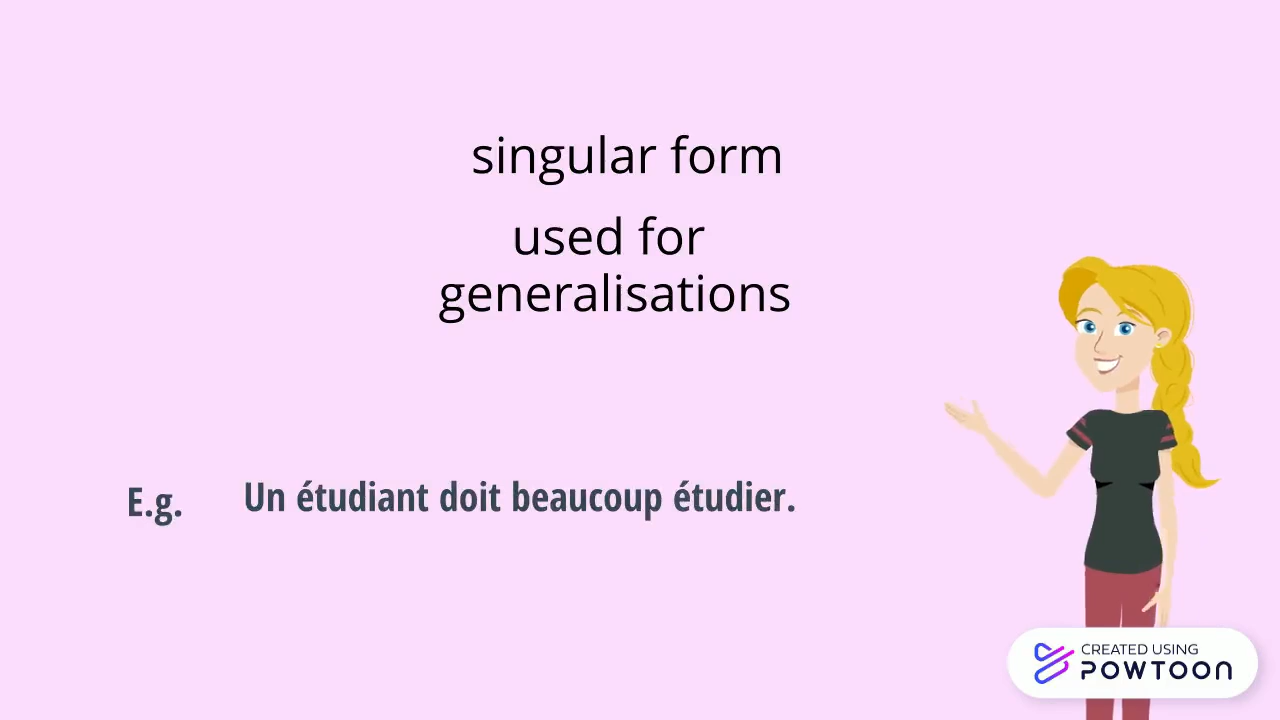 singular form
used for
generalisations
E.g. Un étudiant doit beaucoup étudier.
CREATED USING
POWTOON